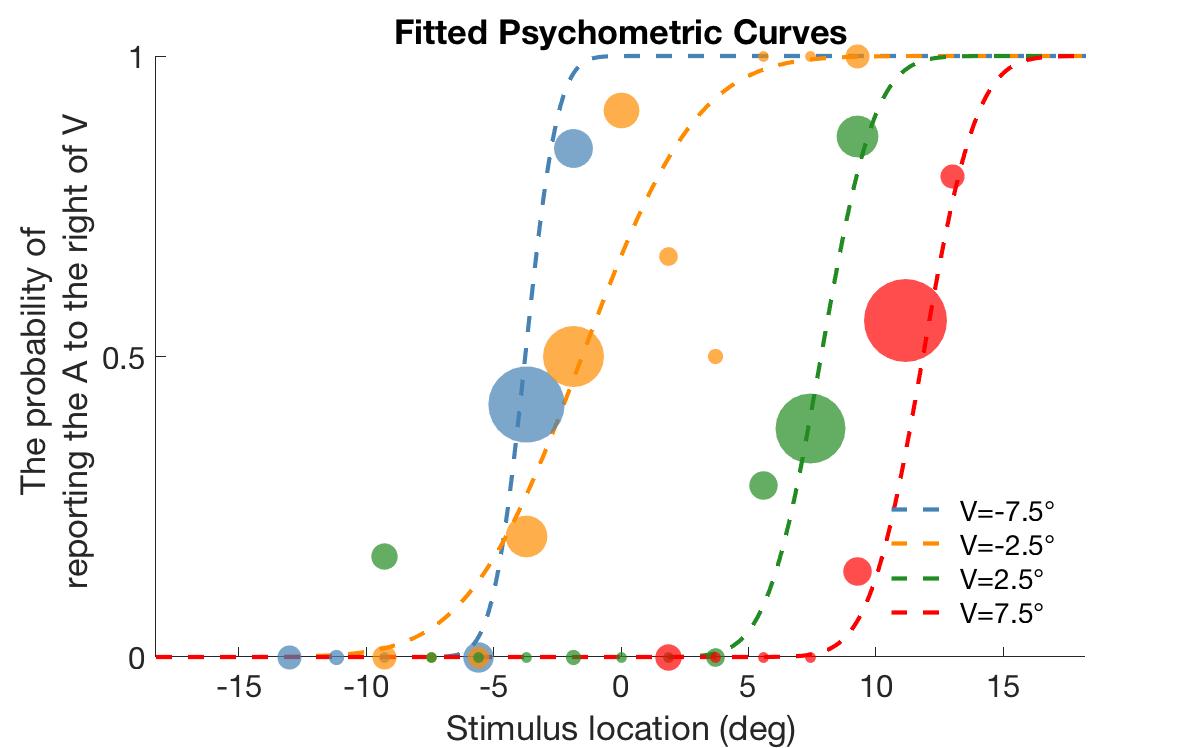 Fitted Psychometric Curves
The probability of
reporting the A to the right of V
1
0.5
0
-15
-10
-5
0
5
10
15
Stimulus location (deg)
V=-7.5°
V=-2.5°
V=2.5°
V=7.5°